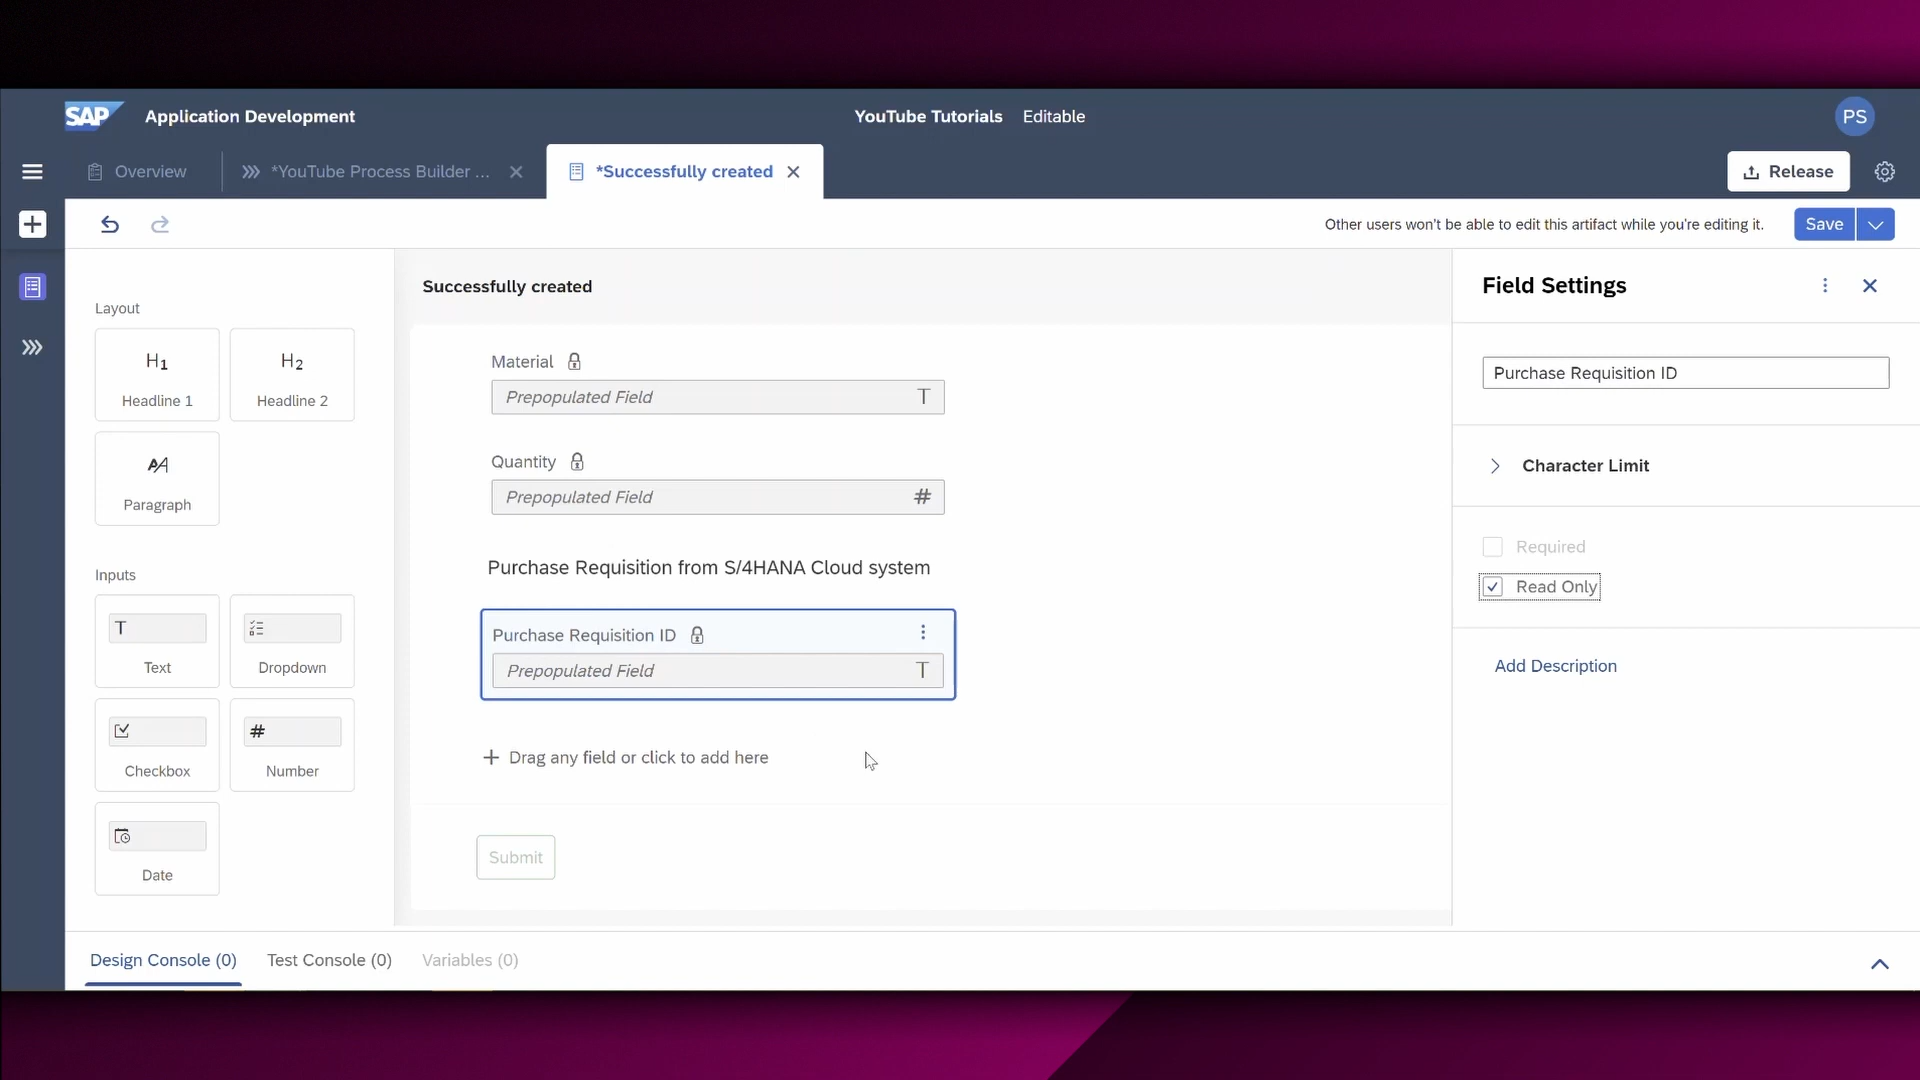 SAP Application Development YouTube Tutorials Editable PS
Overview *YouTube Process Builder ... *Successfully created Release
Other users won't be able to edit this artifact while you're editing it. Save
Layout
H1 Headline 1
H2 Headline 2
AA Paragraph
Inputs
T Text
Dropdown
Checkbox
# Number
Date
Successfully created
Material
Prepopulated Field T
Quantity
Prepopulated Field #
Purchase Requisition from S/4HANA Cloud system
Purchase Requisition ID
Prepopulated Field T
+ Drag any field or click to add here
Submit
Field Settings
Purchase Requisition ID
Character Limit
Required
Read Only
Add Description
Design Console (0) Test Console (0) Variables (0)